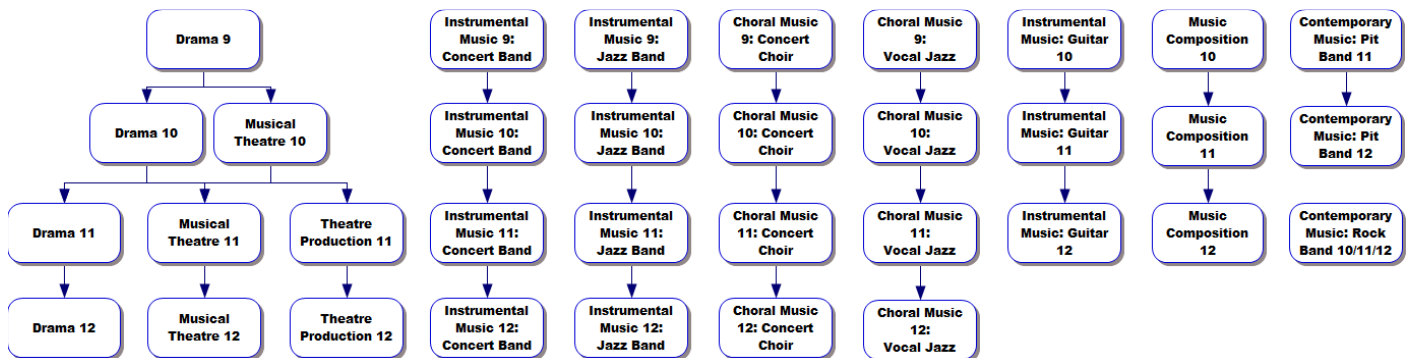 Drama 9
Instrumental
Music 9:
Concert Band
Instrumental
Music 9:
Jazz Band
Choral Music
9: Concert
Choir
Choral Music
9:
Vocal Jazz
Instrumental
Music: Guitar
10
Music
Composition
10
Contemporary
Music: Pit
Band 11
Drama 10
Musical
Theatre 10
Instrumental
Music 10:
Concert Band
Instrumental
Music 10:
Jazz Band
Choral Music
10: Concert
Choir
Choral Music
10:
Vocal Jazz
Instrumental
Music: Guitar
11
Music
Composition
11
Contemporary
Music: Pit
Band 12
Drama 11
Musical
Theatre 11
Theatre
Production 11
Instrumental
Music 11:
Concert Band
Instrumental
Music 11:
Jazz Band
Choral Music
11: Concert
Choir
Choral Music
11:
Vocal Jazz
Instrumental
Music: Guitar
12
Music
Composition
12
Contemporary
Music: Rock
Band 10/11/12
Drama 12
Musical
Theatre 12
Theatre
Production 12
Instrumental
Music 12:
Concert Band
Instrumental
Music 12:
Jazz Band
Choral Music
12: Concert
Choir
Choral Music
12:
Vocal Jazz